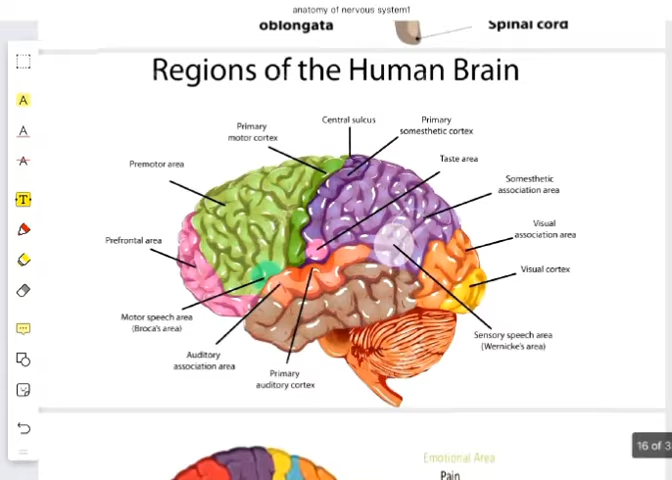 anatomy of nervous system1
oblongata
Spinal cord
Regions of the Human Brain
Central sulcus
Primary
motor cortex
Primary
somesthetic cortex
Taste area
Premotor area
Somesthetic
association area
Visual
association area
Prefrontal area
Visual cortex
Motor speech area
(Broca's area)
Sensory speech area
(Wernicke's area)
Auditory
association area
Primary
auditory cortex
A
A
A
T
16 of 3
Emotional Area
Pain